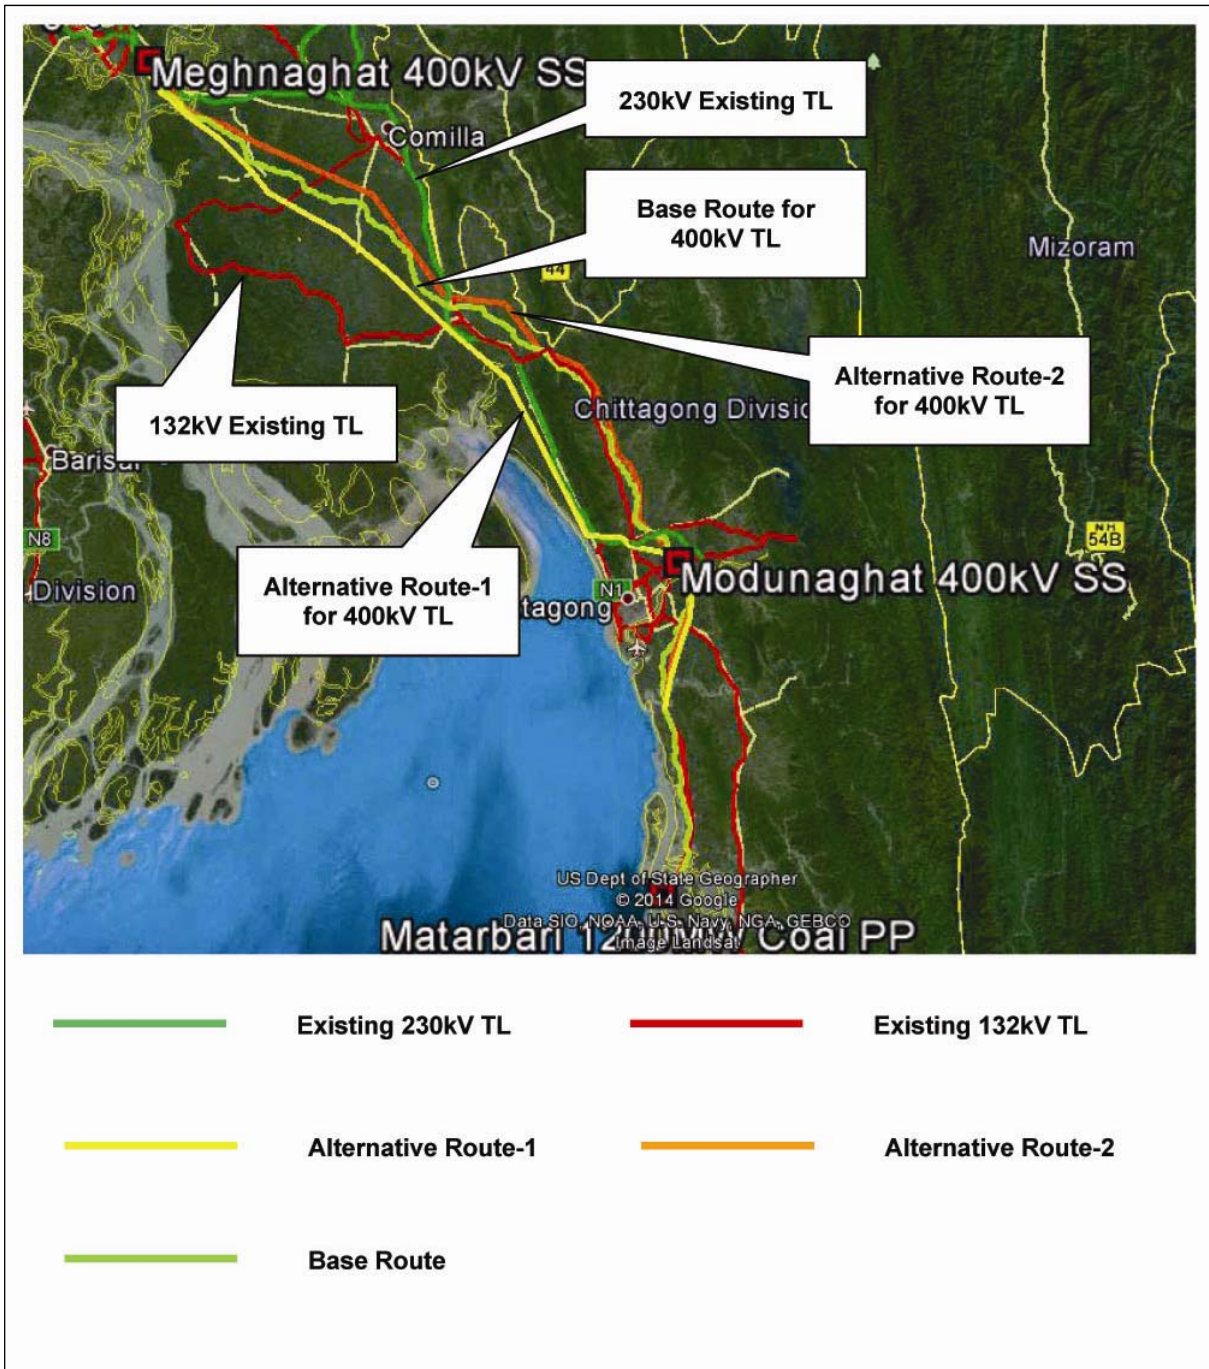 Meghnaghat 400kV SS
230kV Existing TL
Comilla
Base Route for
400kV TL
Mizoram
44
Alternative Route-2
for 400kV TL
132kV Existing TL
Chittagong Divisic
Barisal
N8
NH
54B
Division
Alternative Route-1
for 400kV TL
Modunaghat 400kV SS
N1
tagong
US Dept of State Geographer
© 2014 Google
Data SIO, NOAA, U.S. Navy, NGA, GEBCO
Image Landsat
Matarbari 1200MW Coal PP
Existing 230kV TL
Existing 132kV TL
Alternative Route-1
Alternative Route-2
Base Route